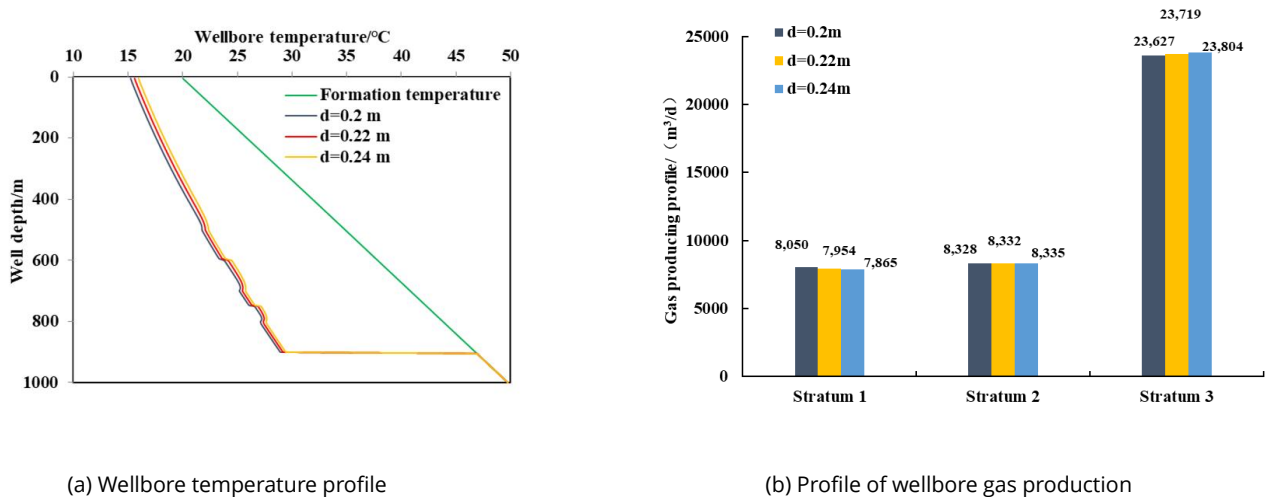 Wellbore temperature/°C
10 15 20 25 30 35 40 45 50
0
200
400
600
800
1000
Well depth/m
Formation temperature
d=0.2 m
d=0.22 m
d=0.24 m
(a) Wellbore temperature profile
Gas producing profile/（m³/d）
25000
20000
15000
10000
5000
0
d=0.2m
d=0.22m
d=0.24m
8,050 7,954 7,865
8,328 8,332 8,335
23,627 23,719 23,804
Stratum 1 Stratum 2 Stratum 3
(b) Profile of wellbore gas production